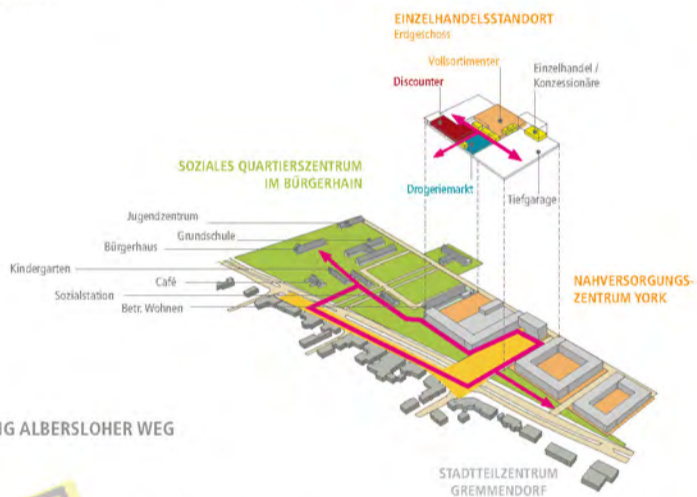 EINZELHANDELSSTANDORT
Erdgeschoss
Vollsortimenter
Einzelhandel /
Konzessionäre
Discounter
Drogeriemarkt
Tiefgarage
SOZIALES QUARTIERSZENTRUM
IM BÜRGERHAIN
Jugendzentrum
Grundschule
Bürgerhaus
Kindergarten
Café
Sozialstation
Betr. Wohnen
NAHVERSORGUNGS-
ZENTRUM YORK
ALBERSLOHER WEG
STADTTEILZENTRUM
GREMMENDORF